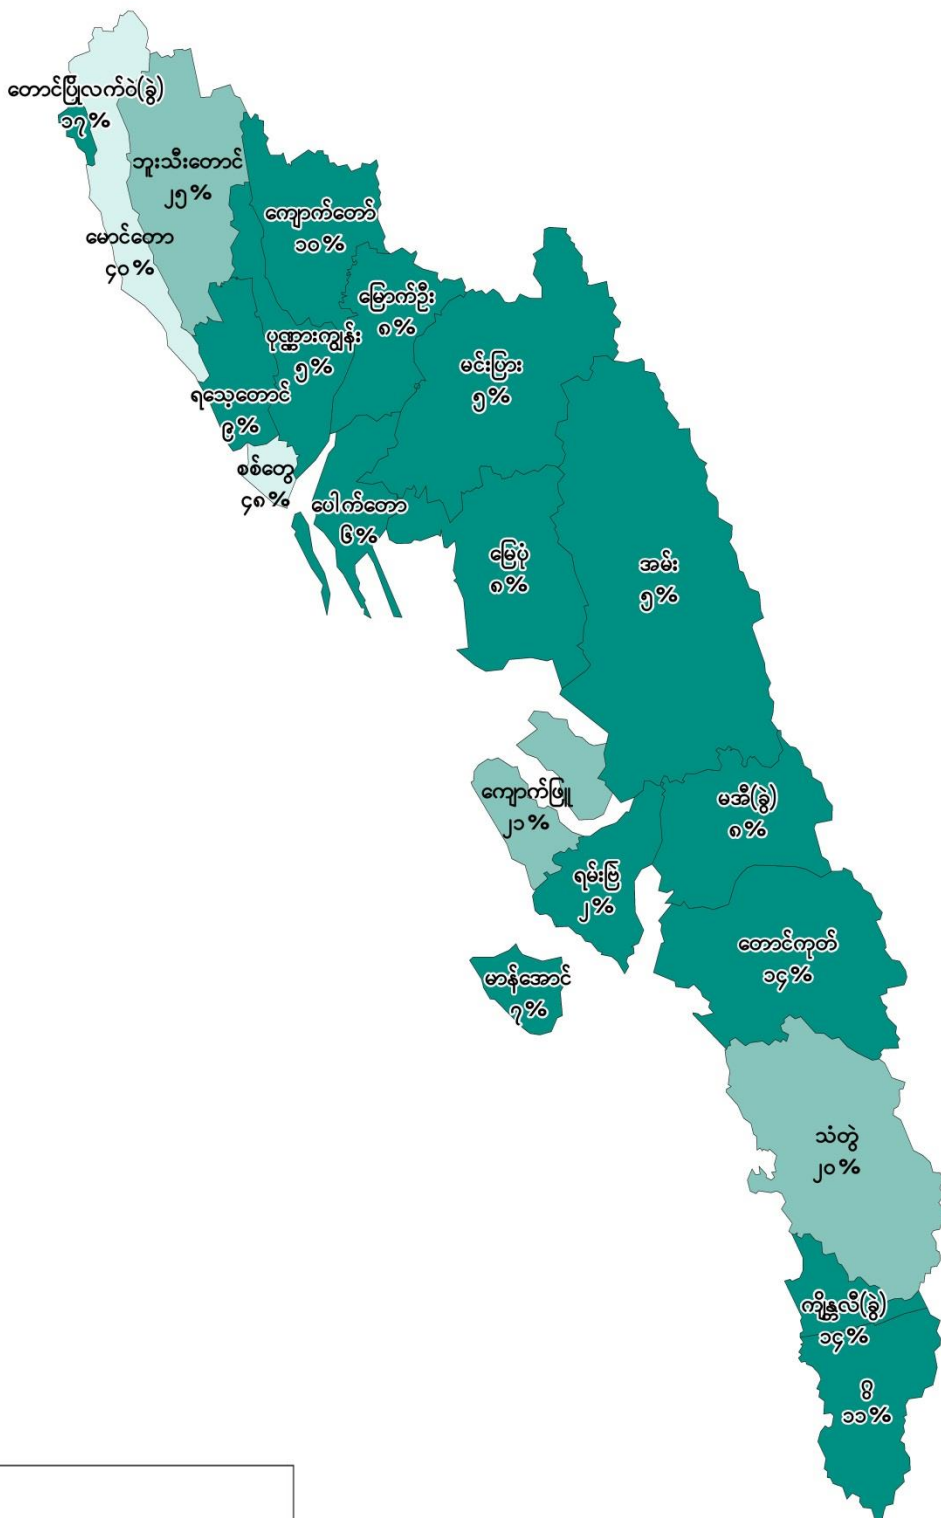 တောင်ပြိုလက်ဝဲ(ခွဲ)
၁၇%
ဘူးသီးတောင်
၂၅%
မောင်တော
၄၀%
ကျောက်တော်
၁၀%
မြောက်ဦး
၈%
ပုဏ္ဏားကျွန်း
၅%
မင်းပြား
၅%
ရသေ့တောင်
၉%
စစ်တွေ
၄၈%
ပေါက်တော
၆%
မြေပုံ
၈%
အမ်း
၅%
ကျောက်ဖြူ
၂၁%
မအီ(ခွဲ)
၈%
ရမ်းဗြဲ
၂%
တောင်ကုတ်
၁၄%
မာန်အောင်
၇%
သံတွဲ
၂၀%
ကျိန္တလီ(ခွဲ)
၁၄%
ဂွ
၁၁%